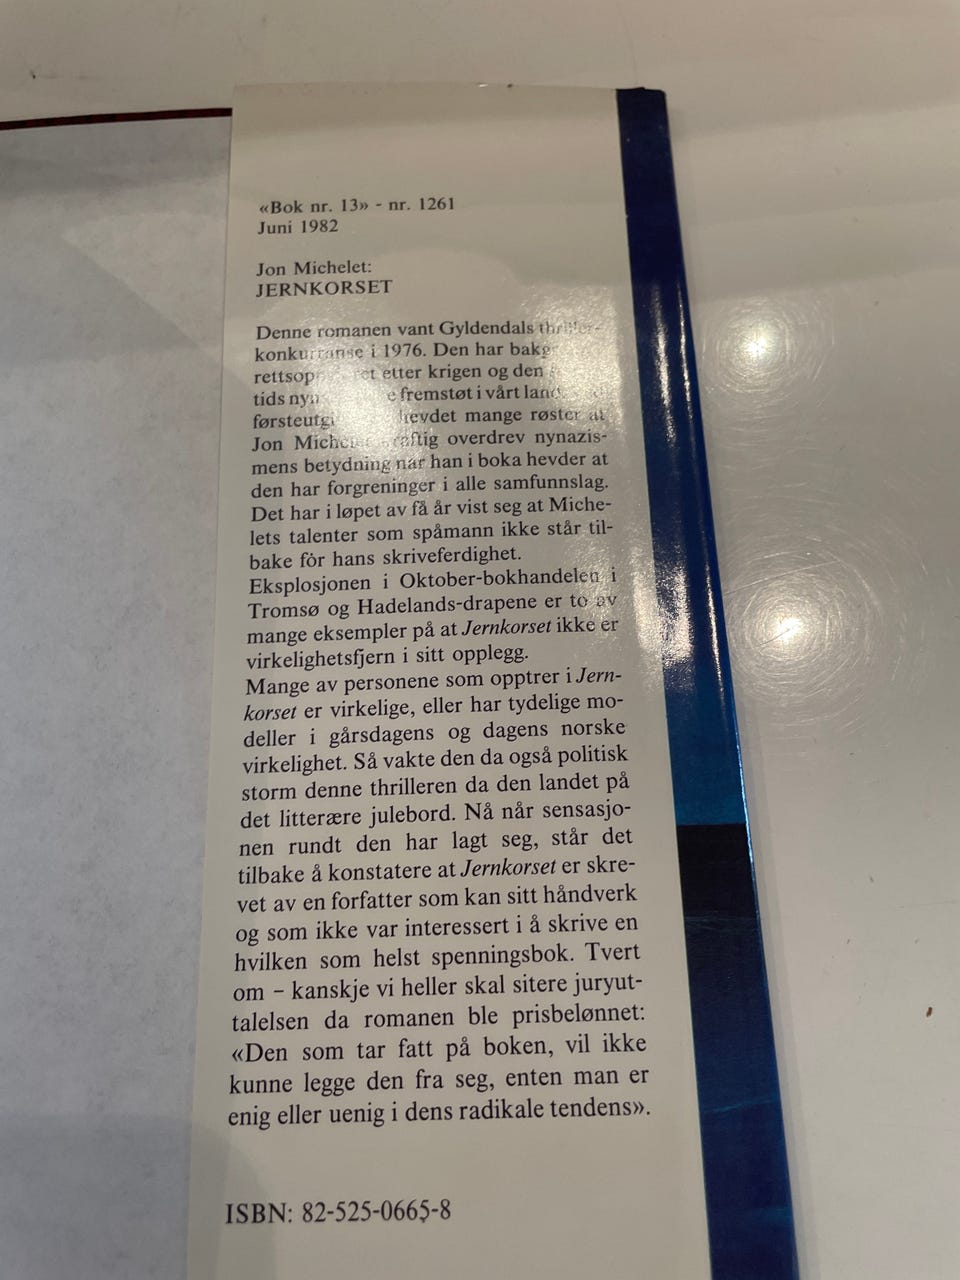 «Bok nr. 13» - nr. 1261
Juni 1982
Jon Michelet:
JERNKORSET
Denne romanen vant Gyldendals thriller-
konkurranse i 1976. Den har
etter krigen og den
tids fremstøt i vårt
hevdet mange røster at
Jon overdrev nynazis-
mens betydning når han i boka hevder at
den har forgreninger i alle samfunnslag.
Det har i løpet av få år vist seg at Miche-
lets talenter som spåmann ikke står til-
bake for hans skriveferdighet.
Eksplosjonen i Oktober-bokhandelen i
Tromsø og Hadelands-drapene er to av
mange eksempler på at Jernkorset ikke er
virkelighetsfjern i sitt opplegg.
Mange av personene som opptrer i Jern-
korset er virkelige, eller har tydelige mo-
deller i gårsdagens og dagens norske
virkelighet. Så vakte den da også politisk
storm denne thrilleren da den landet på
det litterære julebord. Nå når sensasjo-
nen rundt den har lagt seg, står det
tilbake å konstatere at Jernkorset er skre-
vet av en forfatter som kan sitt håndverk
og som ikke var interessert i å skrive en
hvilken som helst spenningsbok. Tvert
om – kanskje vi heller skal sitere juryut-
talelsen da romanen ble prisbelønnet:
«Den som tar fatt på boken, vil ikke
kunne legge den fra seg, enten man er
enig eller uenig i dens radikale tendens».
ISBN: 82-525-0665-8